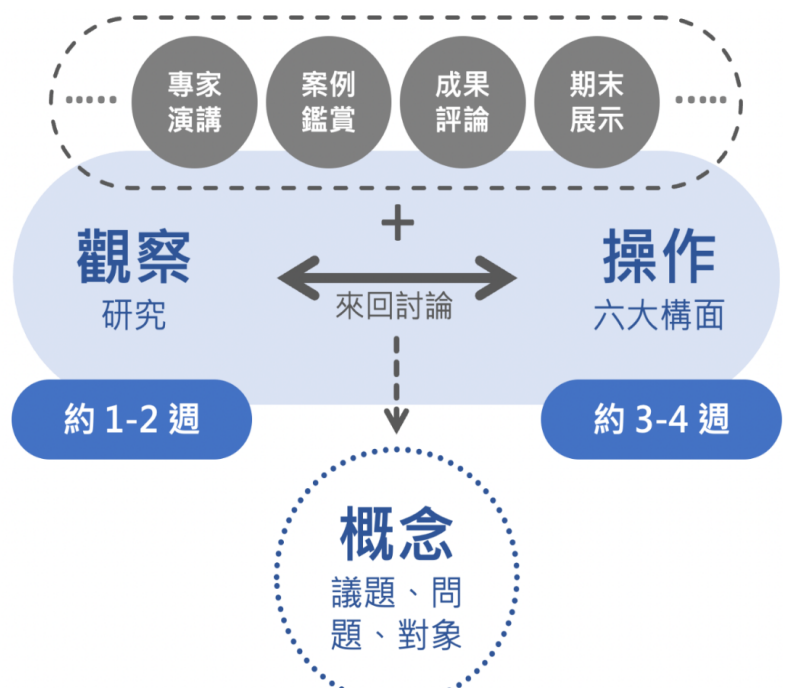 專家
演講
案例
鑑賞
成果
評論
期末
展示
+
觀察
研究
來回討論
操作
六大構面
約 1-2 週
約 3-4 週
概念
議題、問
題、對象